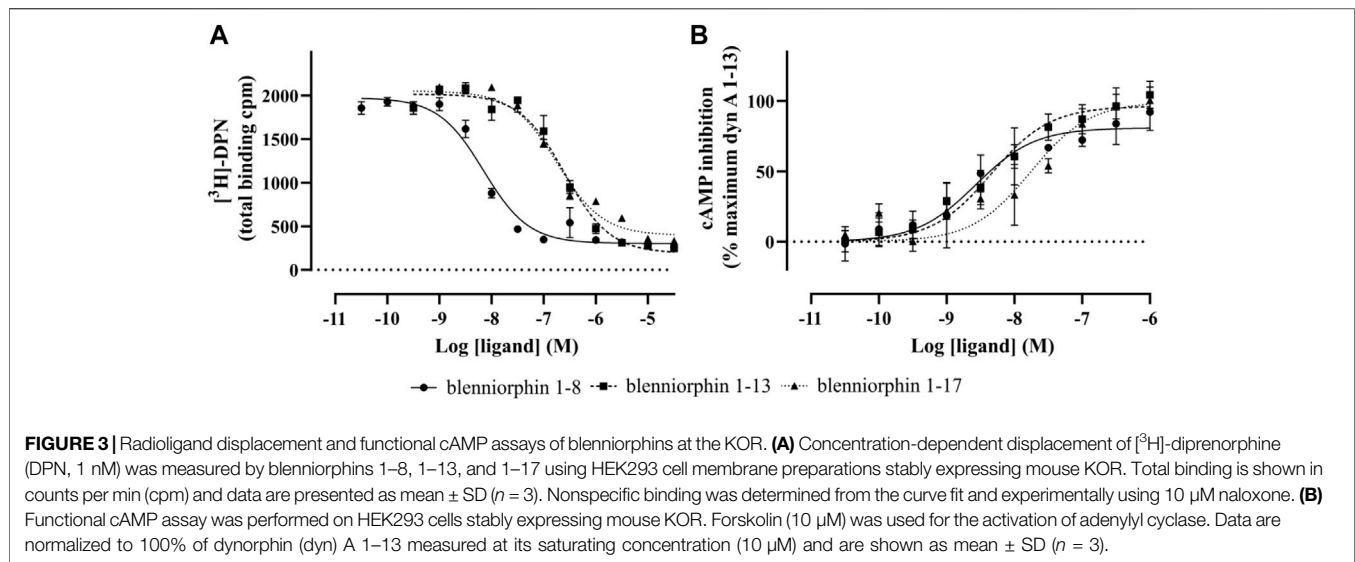 A
B
[³H]-DPN
(total binding cpm)
2000
1500
1000
500
0
-11
-10
-9
-8
-7
-6
-5
Log [ligand] (M)
cAMP inhibition
(% maximum dyn A 1-13)
100
50
0
-11
-10
-9
-8
-7
-6
Log [ligand] (M)
blenniorphin 1-8 blenniorphin 1-13 blenniorphin 1-17
FIGURE 3 | Radioligand displacement and functional cAMP assays of blenniorphins at the KOR. (A) Concentration-dependent displacement of [³H]-diprenorphine
(DPN, 1 nM) was measured by blenniorphins 1–8, 1–13, and 1–17 using HEK293 cell membrane preparations stably expressing mouse KOR. Total binding is shown in
counts per min (cpm) and data are presented as mean ± SD (n = 3). Nonspecific binding was determined from the curve fit and experimentally using 10 μM naloxone. (B)
Functional cAMP assay was performed on HEK293 cells stably expressing mouse KOR. Forskolin (10 μM) was used for the activation of adenylyl cyclase. Data are
normalized to 100% of dynorphin (dyn) A 1–13 measured at its saturating concentration (10 μM) and are shown as mean ± SD (n = 3).